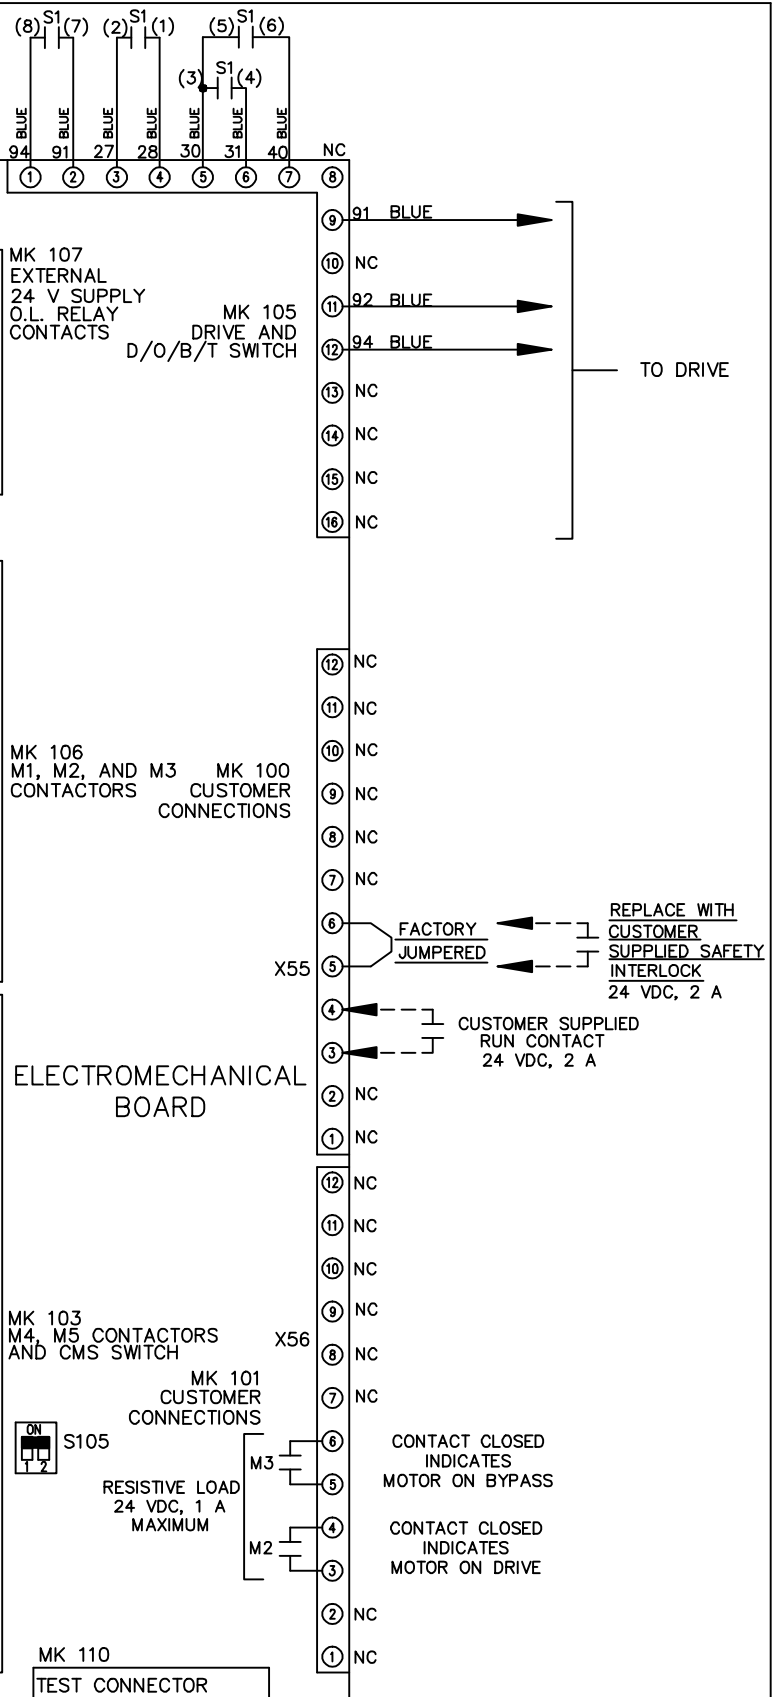 (8) S1 (7) (2) S1 (1) (5) S1 (6)
(3) S1 (4)
BLUE BLUE BLUE BLUE BLUE BLUE BLUE
94 91 27 28 30 31 40 NC
1 2 3 4 5 6 7 8
9 91 BLUE
MK 107
EXTERNAL
24 V SUPPLY
O.L. RELAY
CONTACTS
10 NC
MK 105
DRIVE AND
D/O/B/T SWITCH
11 92 BLUE
12 94 BLUE
TO DRIVE
13 NC
14 NC
15 NC
16 NC
12 NC
11 NC
MK 106
M1, M2, AND M3
CONTACTORS
MK 100
CUSTOMER
CONNECTIONS
10 NC
9 NC
8 NC
7 NC
6
X55 5
FACTORY
JUMPERED
REPLACE WITH
CUSTOMER
SUPPLIED SAFETY
INTERLOCK
24 VDC, 2 A
4
3
CUSTOMER SUPPLIED
RUN CONTACT
24 VDC, 2 A
ELECTROMECHANICAL
BOARD
2 NC
1 NC
12 NC
11 NC
10 NC
9 NC
MK 103
M4, M5 CONTACTORS
AND CMS SWITCH
X56
8 NC
MK 101
CUSTOMER
CONNECTIONS
7 NC
ON
1 2
S105
RESISTIVE LOAD
24 VDC, 1 A
MAXIMUM
M3
6
5
CONTACT CLOSED
INDICATES
MOTOR ON BYPASS
M2
4
3
CONTACT CLOSED
INDICATES
MOTOR ON DRIVE
2 NC
1 NC
MK 110
TEST CONNECTOR